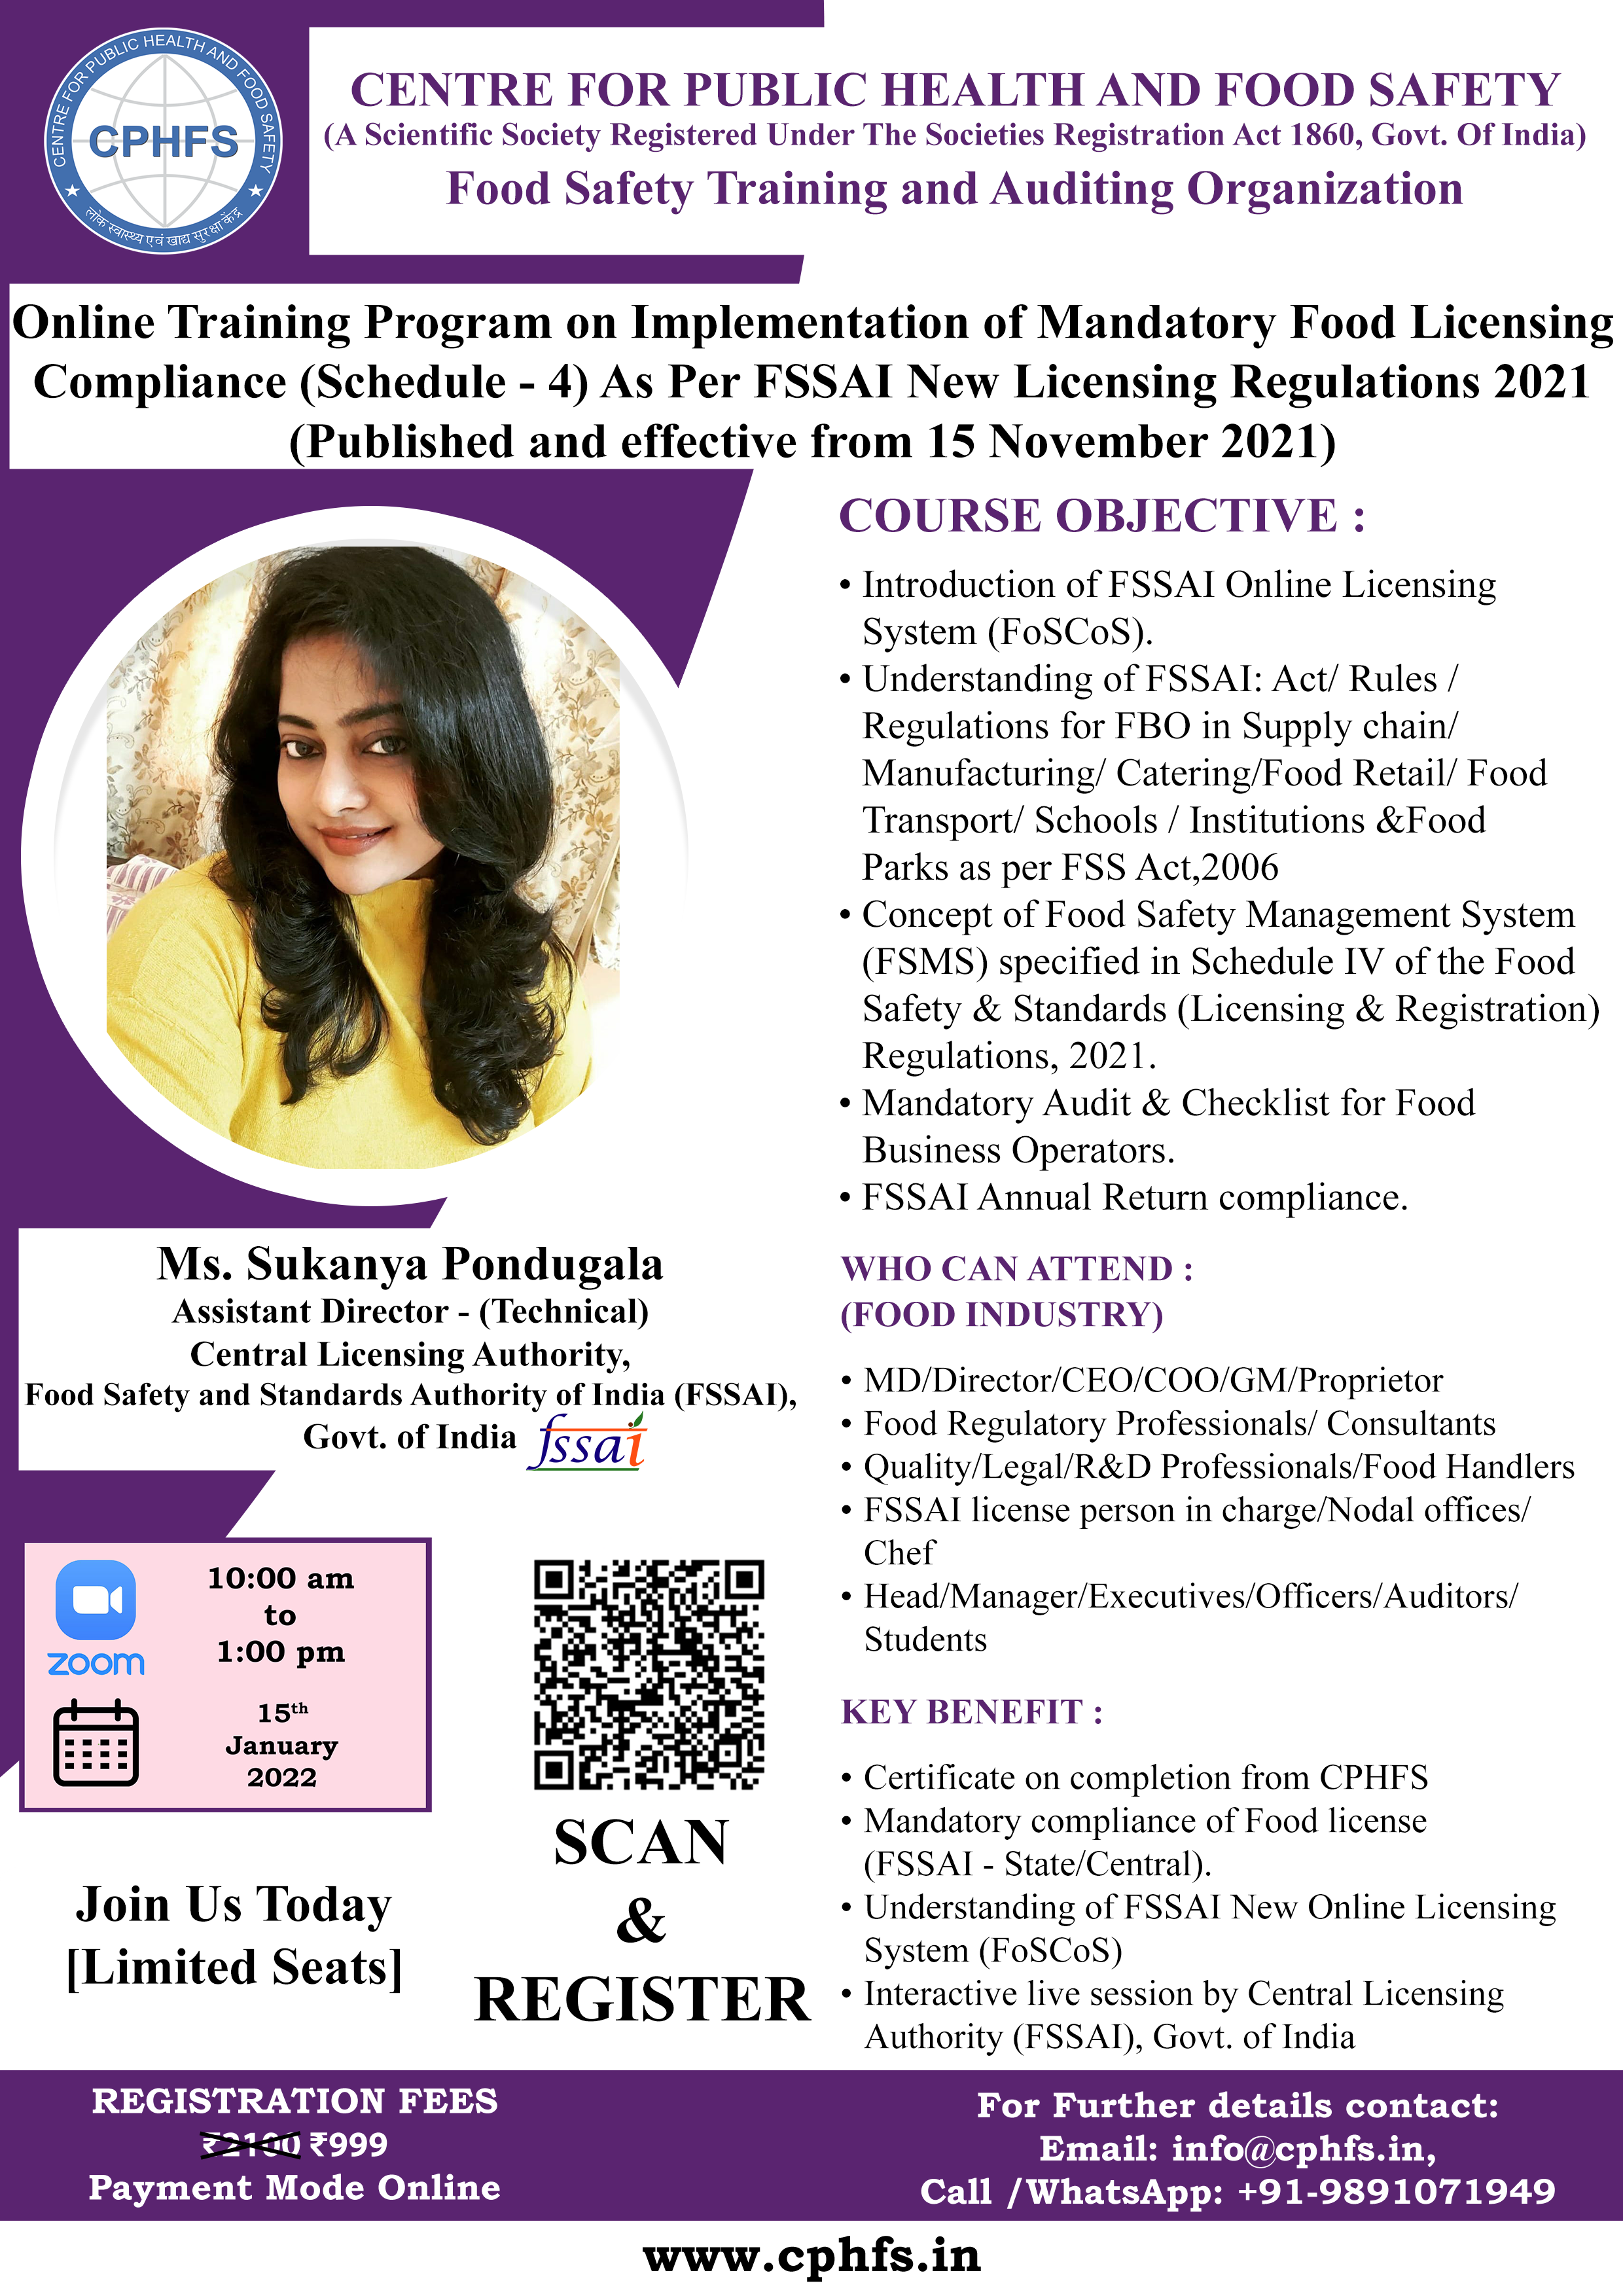 CENTRE FOR PUBLIC HEALTH AND FOOD SAFETY
CPHFS
लोक स्वास्थ्य एवं खाद्य सुरक्षा केंद्र
CENTRE FOR PUBLIC HEALTH AND FOOD SAFETY
(A Scientific Society Registered Under The Societies Registration Act 1860, Govt. Of India)
Food Safety Training and Auditing Organization
Online Training Program on Implementation of Mandatory Food Licensing
Compliance (Schedule - 4) As Per FSSAI New Licensing Regulations 2021
(Published and effective from 15 November 2021)
Ms. Sukanya Pondugala
Assistant Director - (Technical)
Central Licensing Authority,
Food Safety and Standards Authority of India (FSSAI),
Govt. of India fssai
zoom
10:00 am
to
1:00 pm
15th
January
2022
Join Us Today
[Limited Seats]
SCAN
&
REGISTER
COURSE OBJECTIVE :
• Introduction of FSSAI Online Licensing
System (FoSCoS).
• Understanding of FSSAI: Act/ Rules /
Regulations for FBO in Supply chain/
Manufacturing/ Catering/Food Retail/ Food
Transport/ Schools / Institutions &Food
Parks as per FSS Act,2006
• Concept of Food Safety Management System
(FSMS) specified in Schedule IV of the Food
Safety & Standards (Licensing & Registration)
Regulations, 2021.
• Mandatory Audit & Checklist for Food
Business Operators.
• FSSAI Annual Return compliance.
WHO CAN ATTEND :
(FOOD INDUSTRY)
• MD/Director/CEO/COO/GM/Proprietor
• Food Regulatory Professionals/ Consultants
• Quality/Legal/R&D Professionals/Food Handlers
• FSSAI license person in charge/Nodal offices/
Chef
• Head/Manager/Executives/Officers/Auditors/
Students
KEY BENEFIT :
• Certificate on completion from CPHFS
• Mandatory compliance of Food license
(FSSAI - State/Central).
• Understanding of FSSAI New Online Licensing
System (FoSCoS)
• Interactive live session by Central Licensing
Authority (FSSAI), Govt. of India
REGISTRATION FEES
₹2100 ₹999
Payment Mode Online
For Further details contact:
Email: info@cphfs.in,
Call /WhatsApp: +91-9891071949
www.cphfs.in